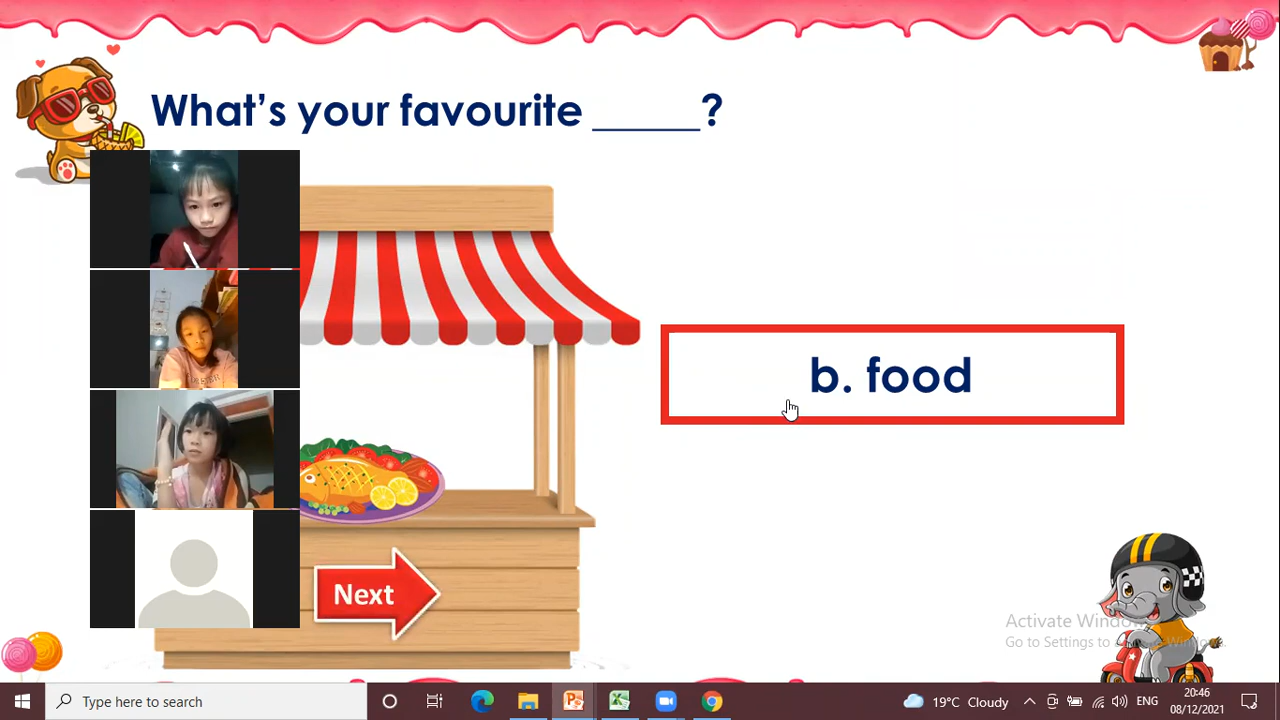 What's your favourite _____?
b. food
Next
Activate Windo
Go to Settings to a
Windows.
Type here to search
19°C Cloudy
ENG
20:46
08/12/2021